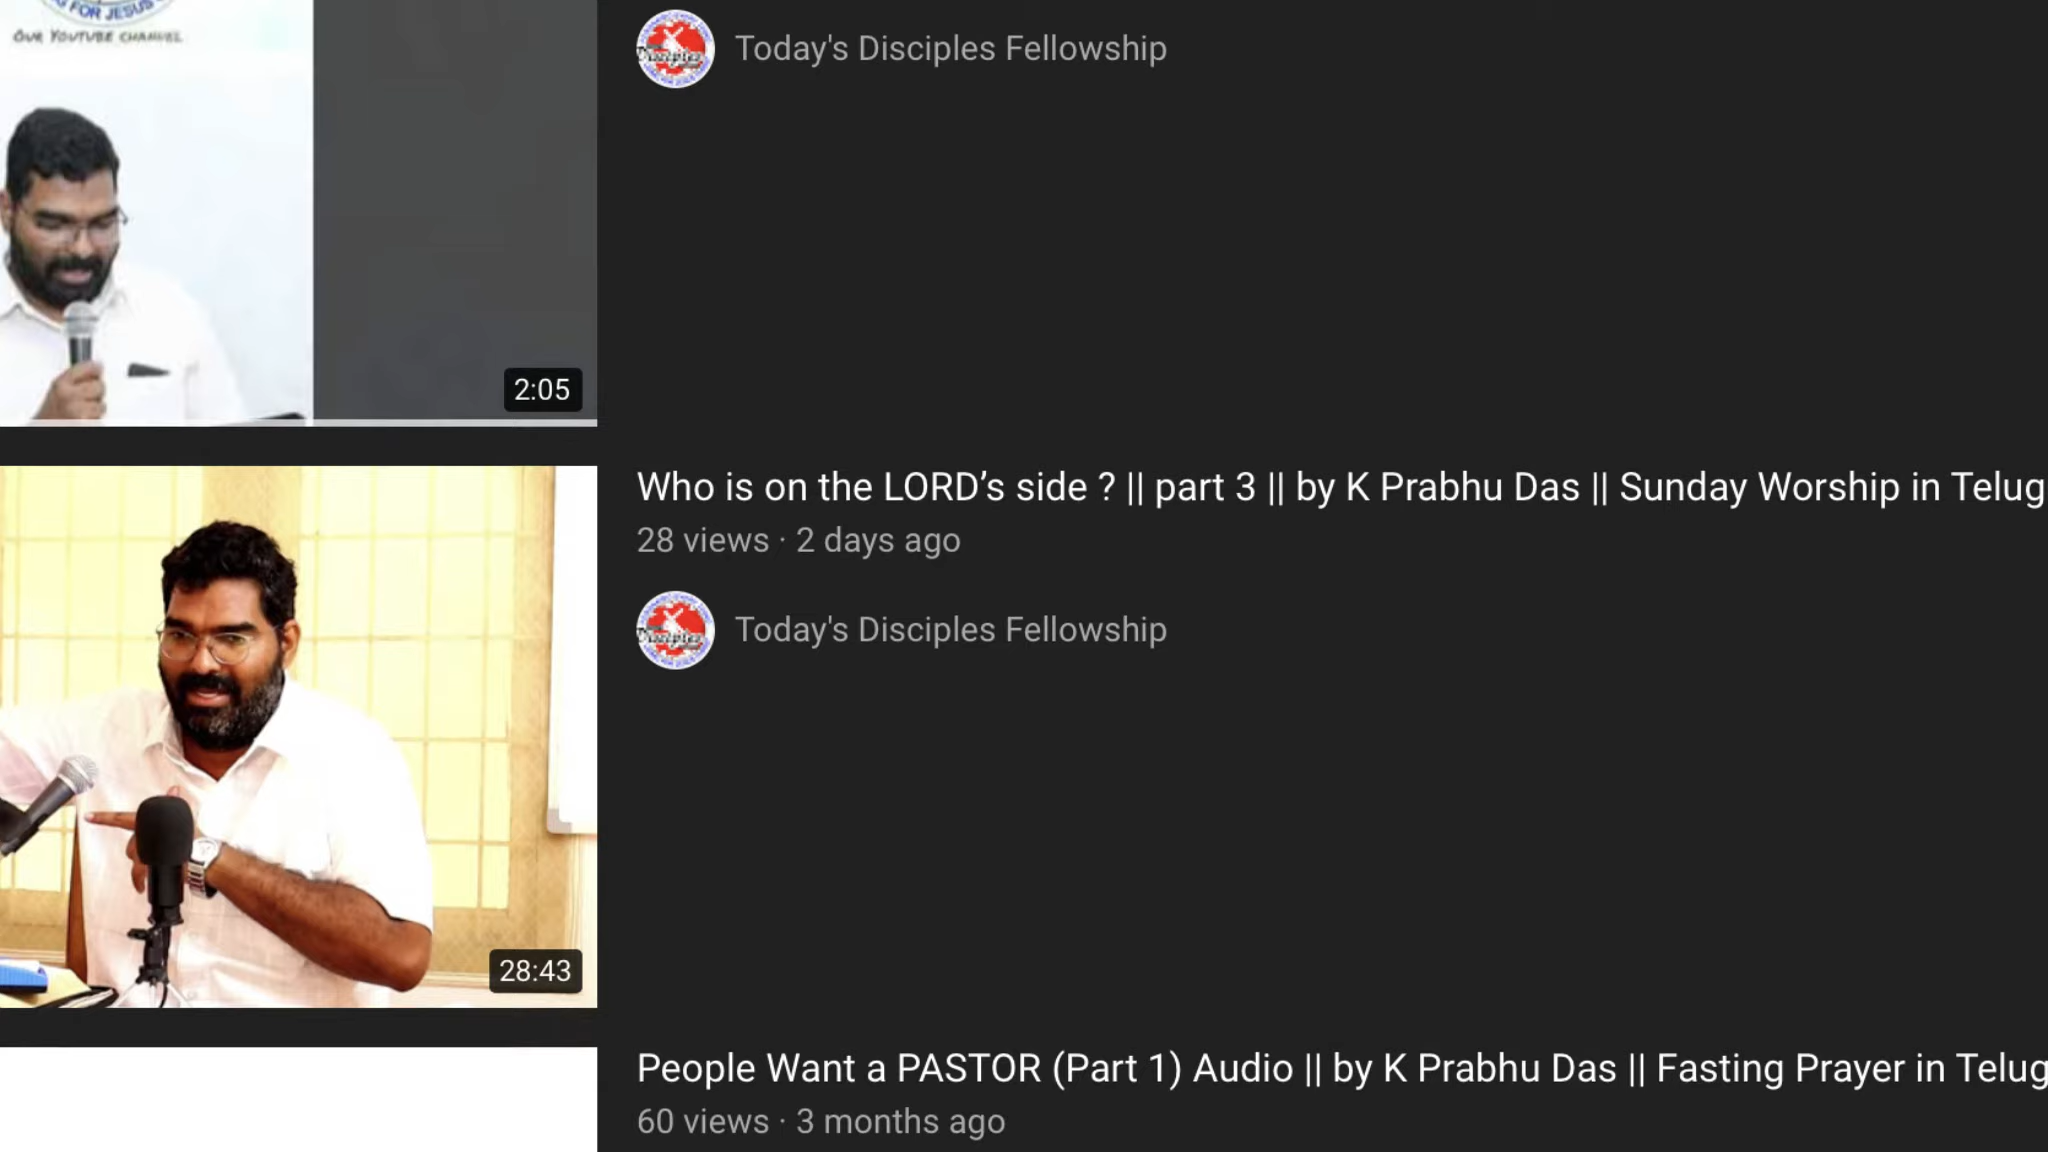 G FOR JESUS
OUR YOUTUBE CHANNEL
2:05
Today's Disciples Fellowship
Who is on the LORD’s side ? || part 3 || by K Prabhu Das || Sunday Worship in Telug
28 views · 2 days ago
Disciples
Today's Disciples Fellowship
28:43
People Want a PASTOR (Part 1) Audio || by K Prabhu Das || Fasting Prayer in Telug
60 views · 3 months ago